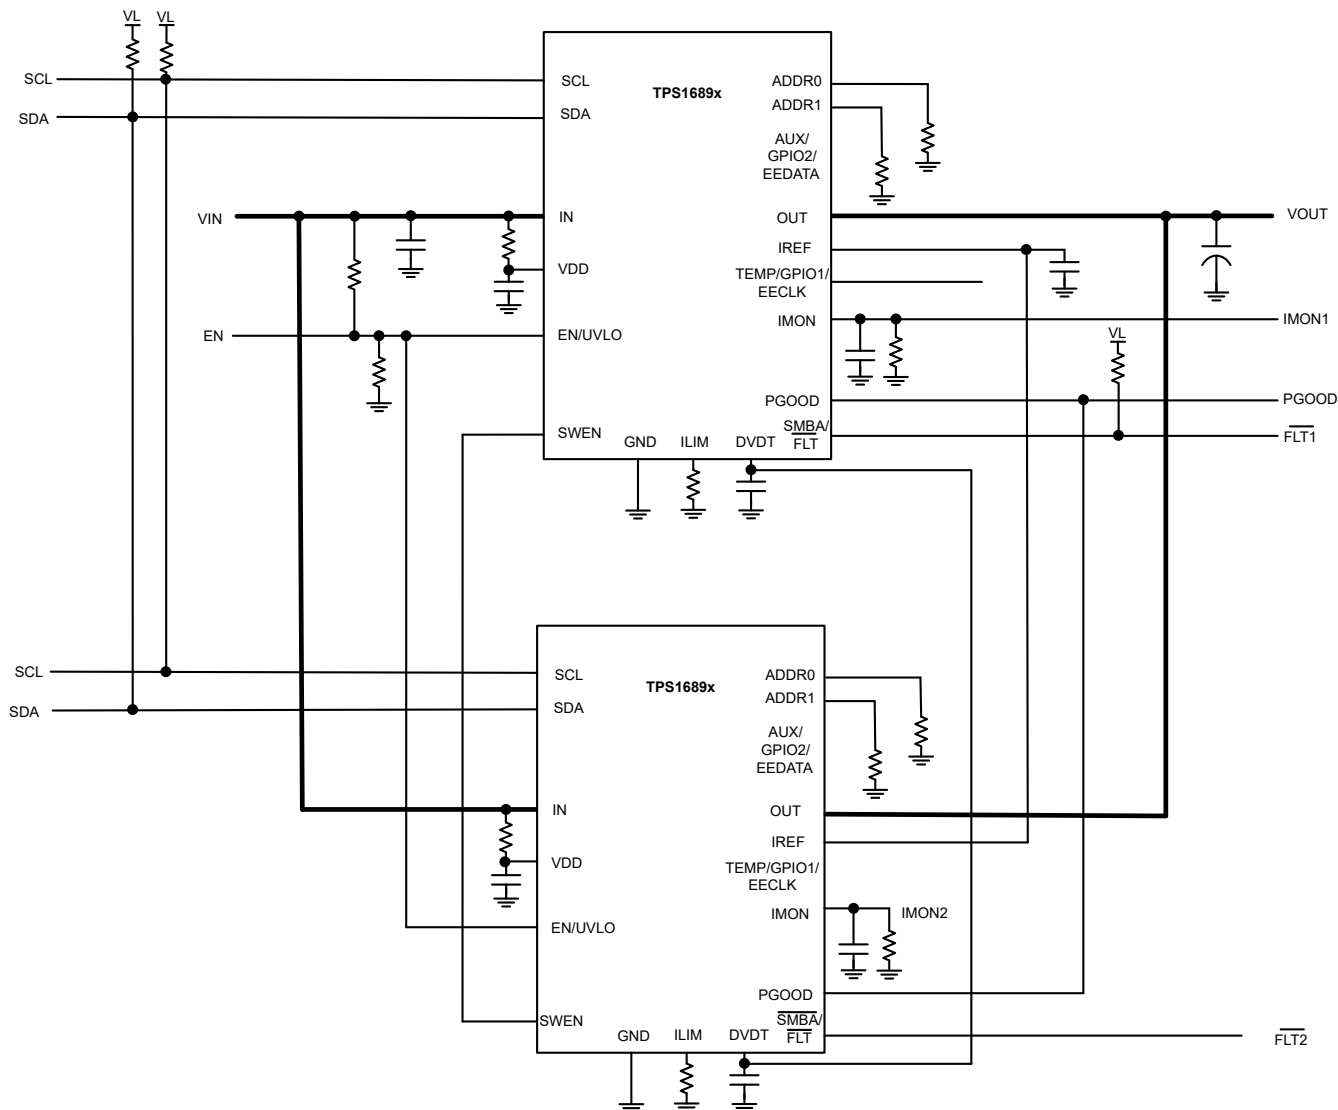 VL
VL
SCL
SDA
VIN
EN
SCL
SDA
TPS1689x
IN
VDD
EN/UVLO
SWEN
GND
ILIM
DVDT
ADDR0
ADDR1
AUX/
GPIO2/
EEDATA
OUT
IREF
TEMP/GPIO1/
EECLK
IMON
PGOOD
SMBA/
FLT
VL
VOUT
IMON1
PGOOD
FLT1
SCL
SDA
SCL
SDA
TPS1689x
IN
VDD
EN/UVLO
SWEN
GND
ILIM
DVDT
ADDR0
ADDR1
AUX/
GPIO2/
EEDATA
OUT
IREF
TEMP/GPIO1/
EECLK
IMON
IMON2
PGOOD
SMBA/
FLT
FLT2